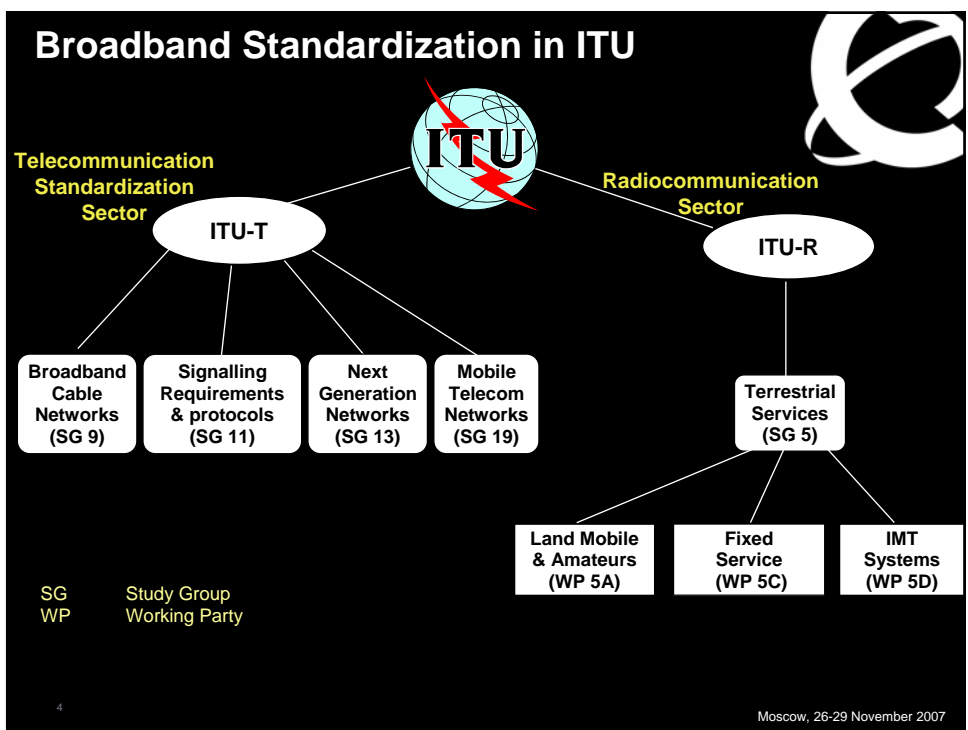 Broadband Standardization in ITU
ITU
Telecommunication
Standardization
Sector
Radiocommunication
Sector
ITU-T
ITU-R
Broadband
Cable
Networks
(SG 9)
Signalling
Requirements
& protocols
(SG 11)
Next
Generation
Networks
(SG 13)
Mobile
Telecom
Networks
(SG 19)
Terrestrial
Services
(SG 5)
Land Mobile
& Amateurs
(WP 5A)
Fixed
Service
(WP 5C)
IMT
Systems
(WP 5D)
SG Study Group
WP Working Party
4
Moscow, 26-29 November 2007